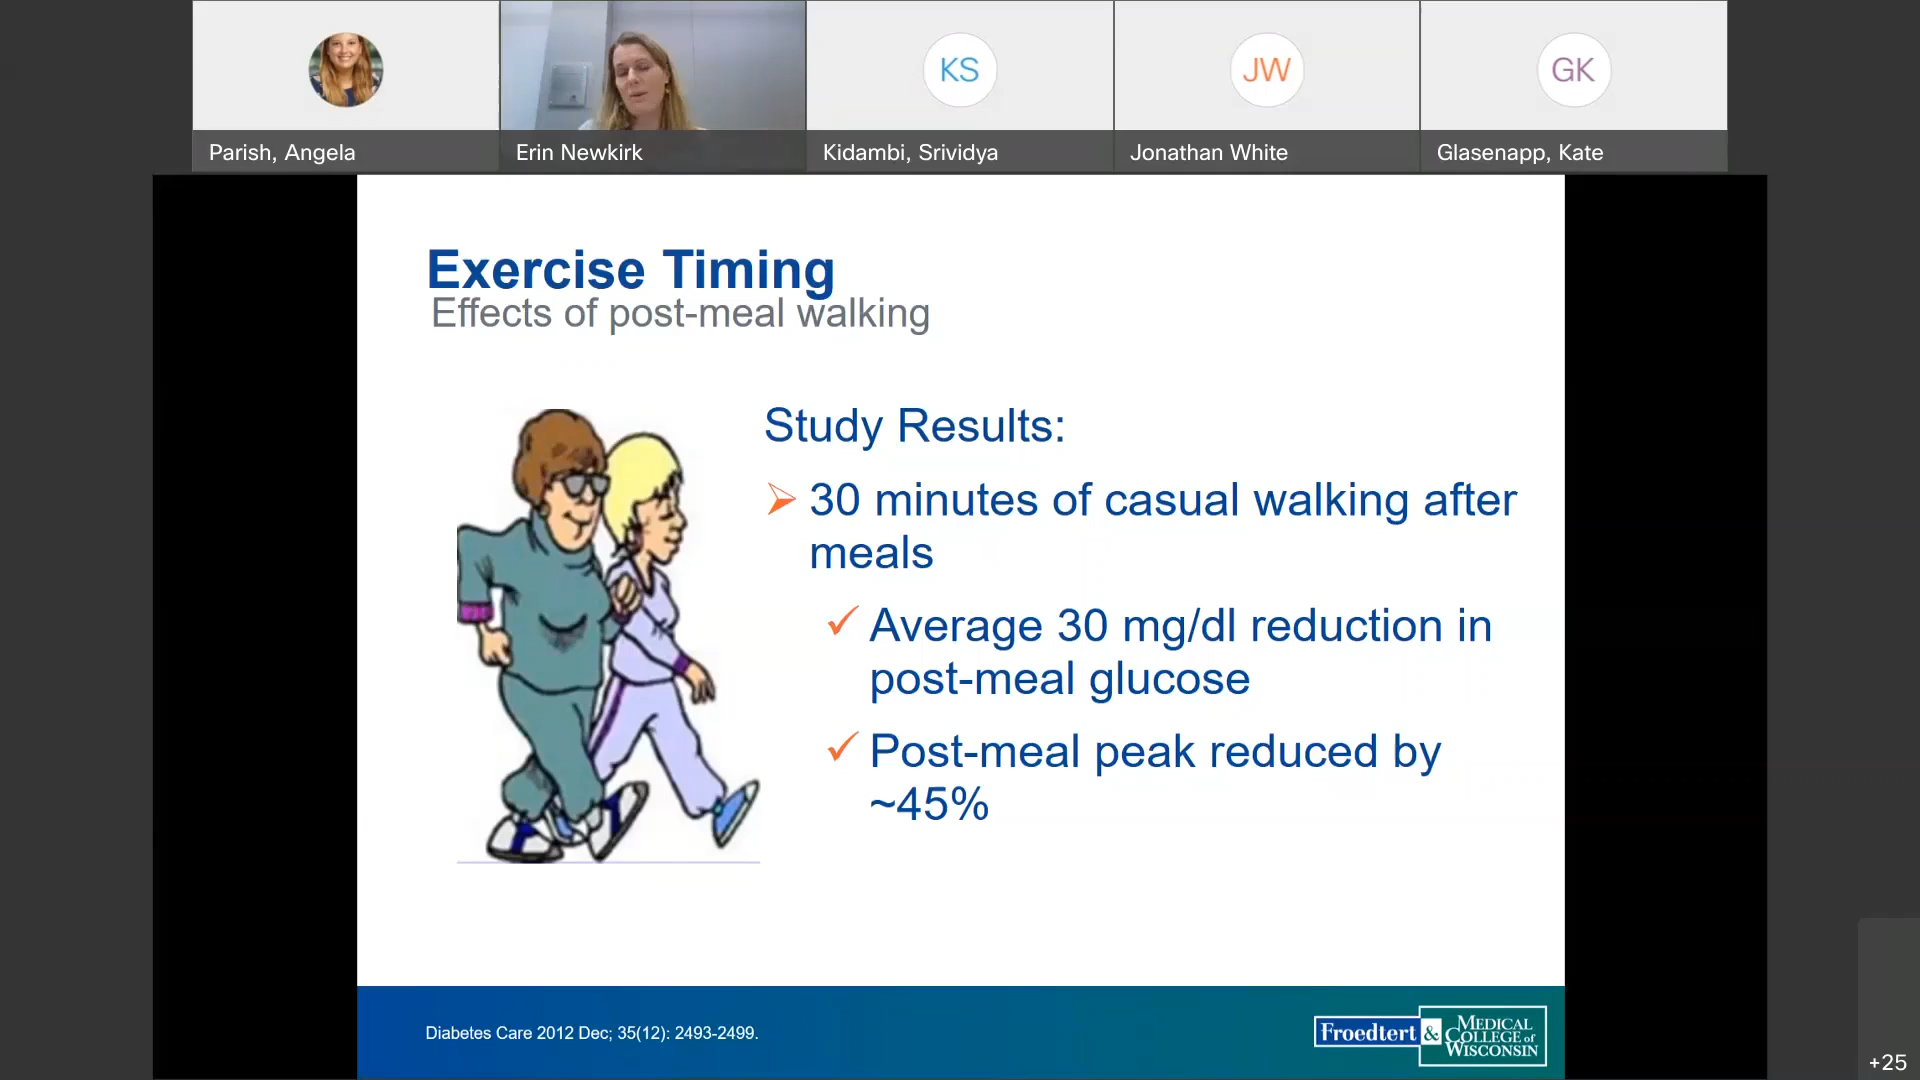 KS
JW
GK
Parish, Angela
Erin Newkirk
Kidambi, Srividya
Jonathan White
Glasenapp, Kate
Exercise Timing
Effects of post-meal walking
Study Results:
30 minutes of casual walking after
meals
Average 30 mg/dl reduction in
post-meal glucose
Post-meal peak reduced by
~45%
Diabetes Care 2012 Dec; 35(12): 2493-2499.
Froedtert & MEDICAL
COLLEGE of
WISCONSIN
+25